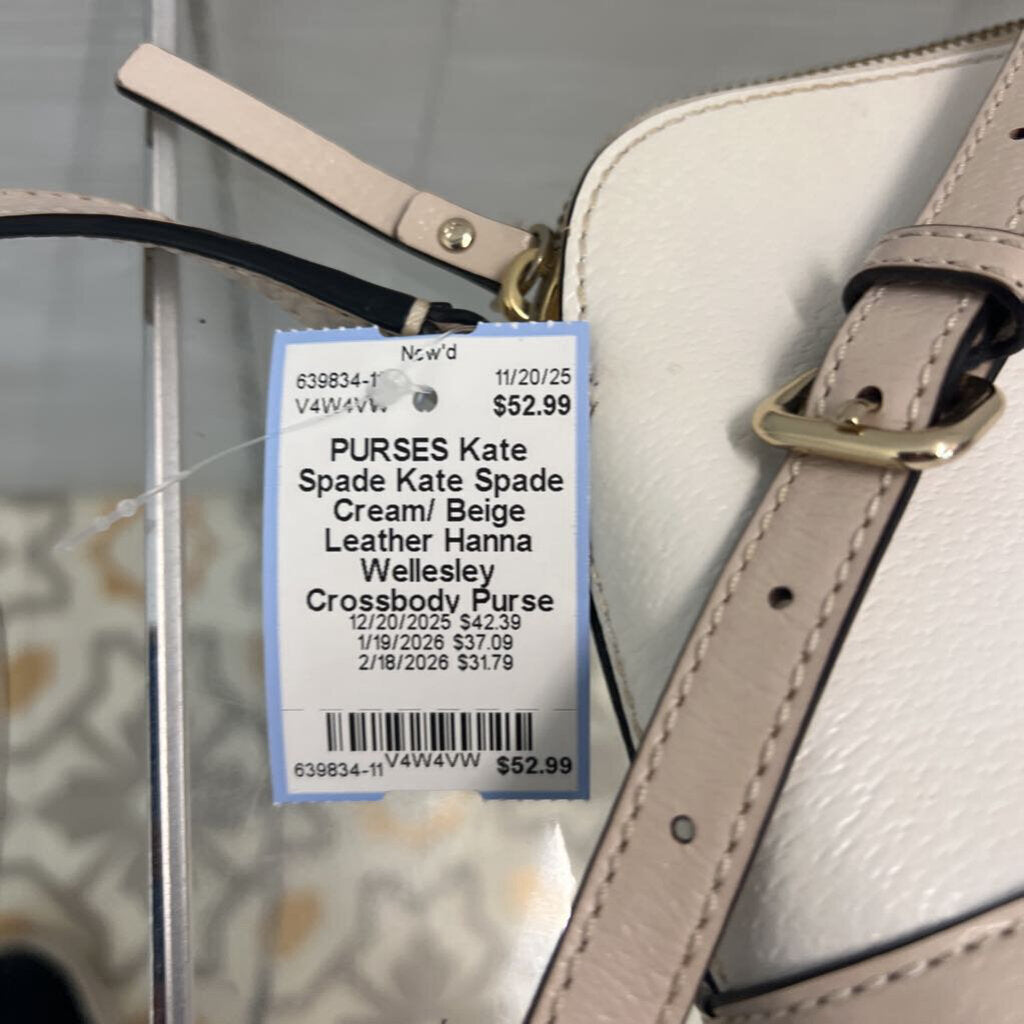 New'd
639834-11 11/20/25
V4W4VW $52.99
PURSES Kate
Spade Kate Spade
Cream/ Beige
Leather Hanna
Wellesley
Crossbody Purse
12/20/2025 $42.39
1/19/2026 $37.09
2/18/2026 $31.79
639834-11 V4W4VW $52.99